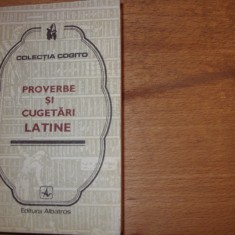 COLECȚIA COGITO
PROVERBE
ȘI
CUGETĂRI
LATINE
Editura Albatros